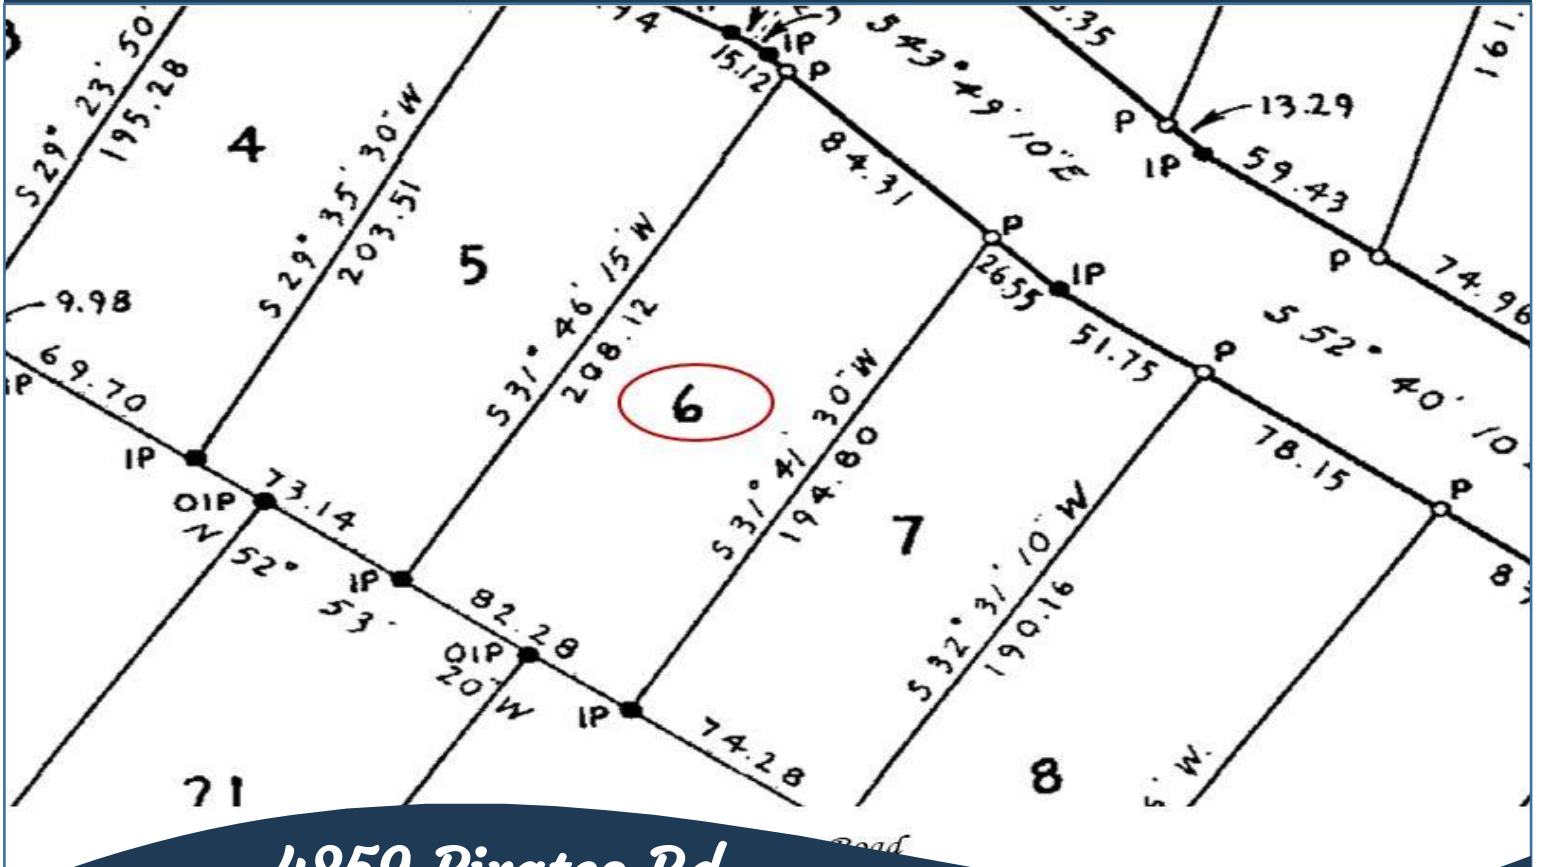 S 43° 49' 10"E
IP
15.12
P
S 29° 23' 50"
195.28
4
S 29° 35' 30" W
203.51
84.31
P
13.29
IP
59.43
P
74.96
5
S 31° 46' 15" W
208.12
P
26.55
IP
51.75
P
S 52° 40' 10
9.98
69.70
6
S 31° 41' 30" W
194.80
78.15
P
IP
OIP
73.14
N 52° 53' 20" W
7
S 32° 31' 10" W
190.16
IP
82.28
OIP
IP
74.28
8
21
W.
Road
4850 Pirates Rd